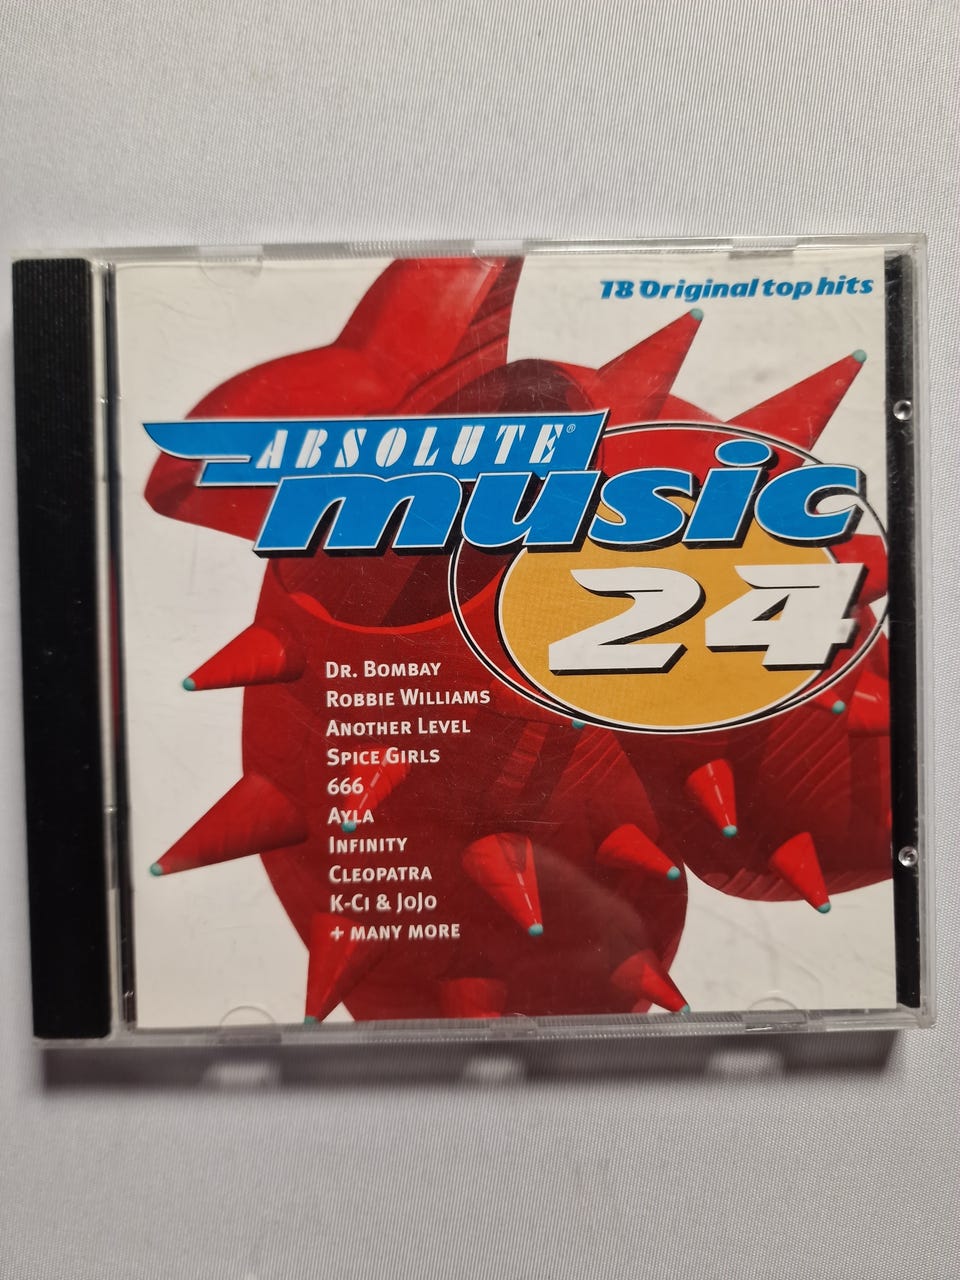 18 Original top hits
ABSOLUTE®
music
24
DR. BOMBAY
ROBBIE WILLIAMS
ANOTHER LEVEL
SPICE GIRLS
666
AYLA
INFINITY
CLEOPATRA
K-CI & JOJO
+ MANY MORE